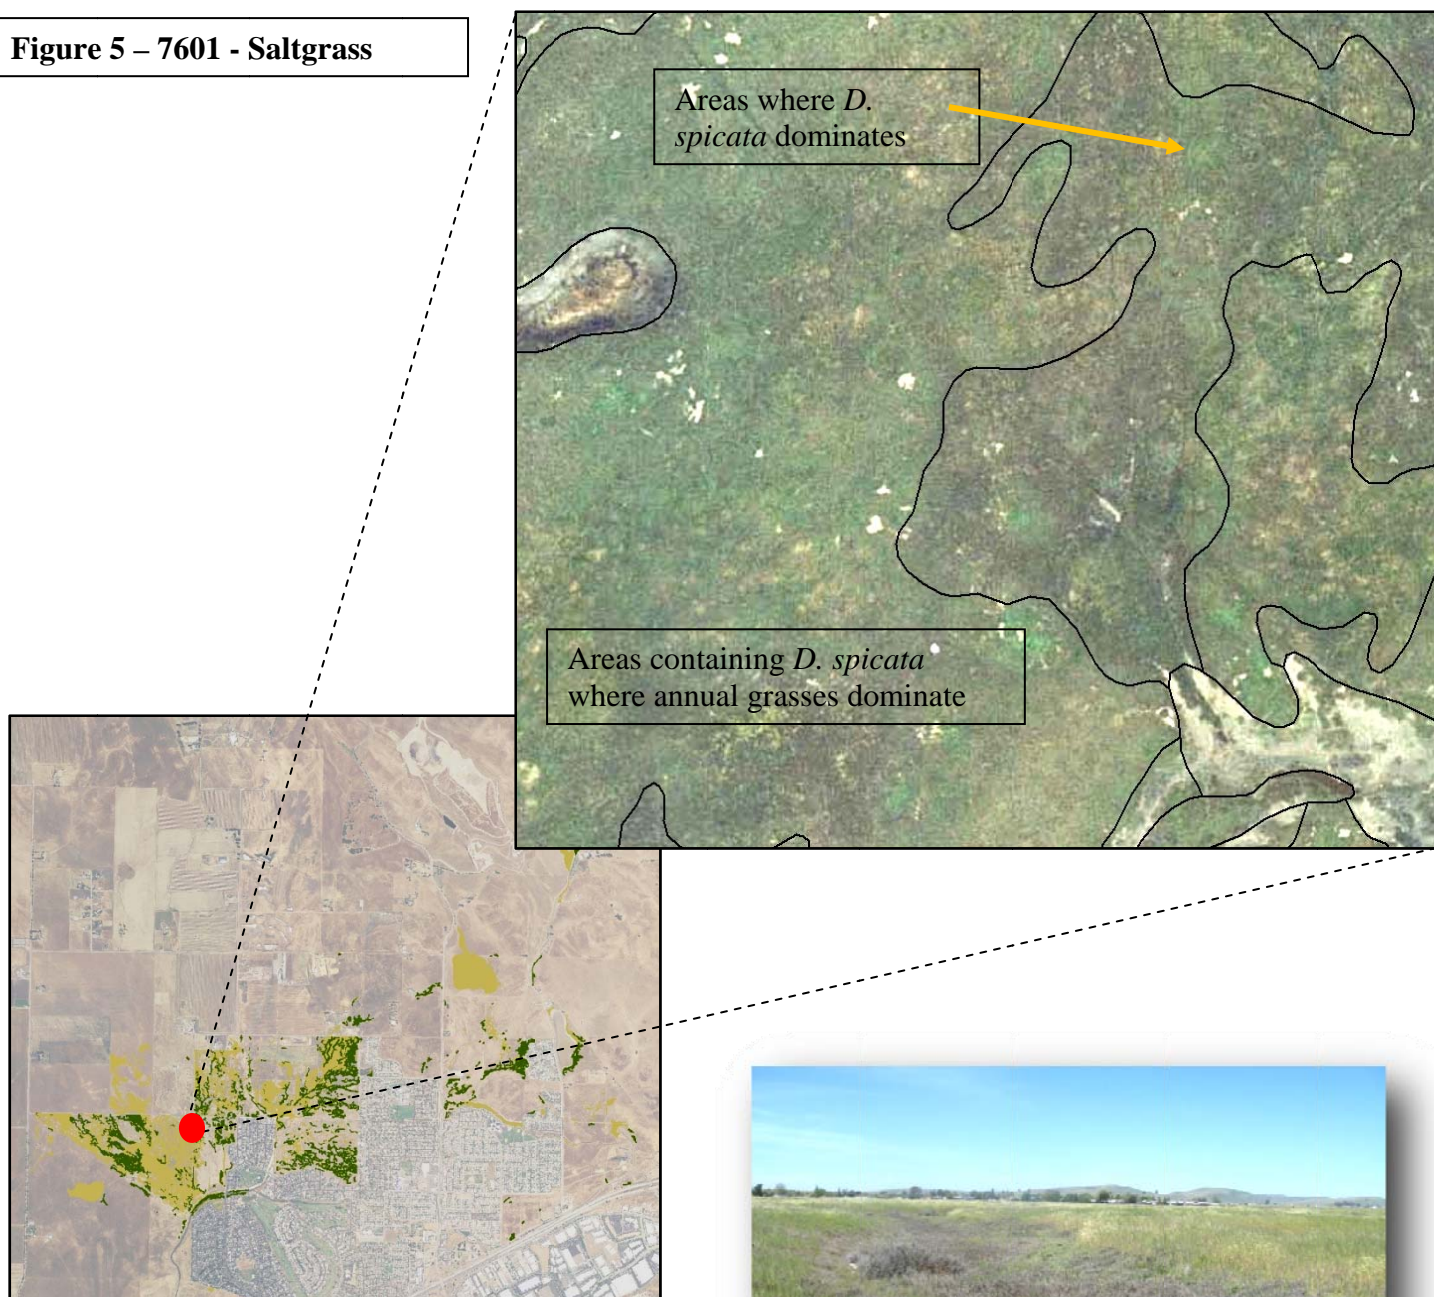 Figure 5 – 7601 - Saltgrass
Areas where D.
spicata dominates
Areas containing D. spicata
where annual grasses dominate